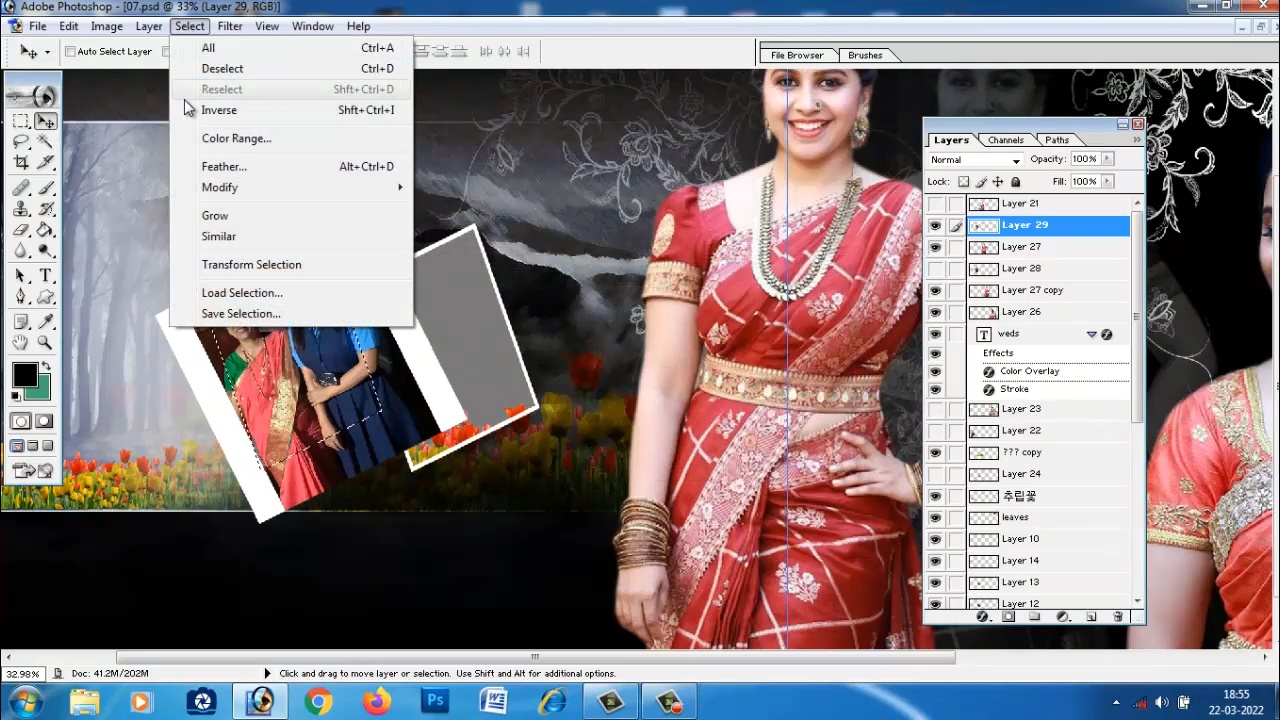 Adobe Photoshop - [07.psd @ 33% (Layer 29, RGB)]
File Edit Image Layer Select Filter View Window Help
Auto Select Layer
File Browser Brushes
All Ctrl+A
Deselect Ctrl+D
Reselect Shft+Ctrl+D
Inverse Shft+Ctrl+I
Color Range...
Feather... Alt+Ctrl+D
Modify
Grow
Similar
Transform Selection
Load Selection...
Save Selection...
Layers Channels Paths
Normal Opacity: 100%
Lock: Fill: 100%
Layer 21
Layer 29
Layer 27
Layer 28
Layer 27 copy
Layer 26
T weds
Effects
Color Overlay
Stroke
Layer 23
Layer 22
??? copy
Layer 24
추립꽃
leaves
Layer 10
Layer 14
Layer 13
Layer 12
32.98% Doc: 41.2M/202M Click and drag to move layer or selection. Use Shift and Alt for additional options.
Ps
18:55
22-03-2022